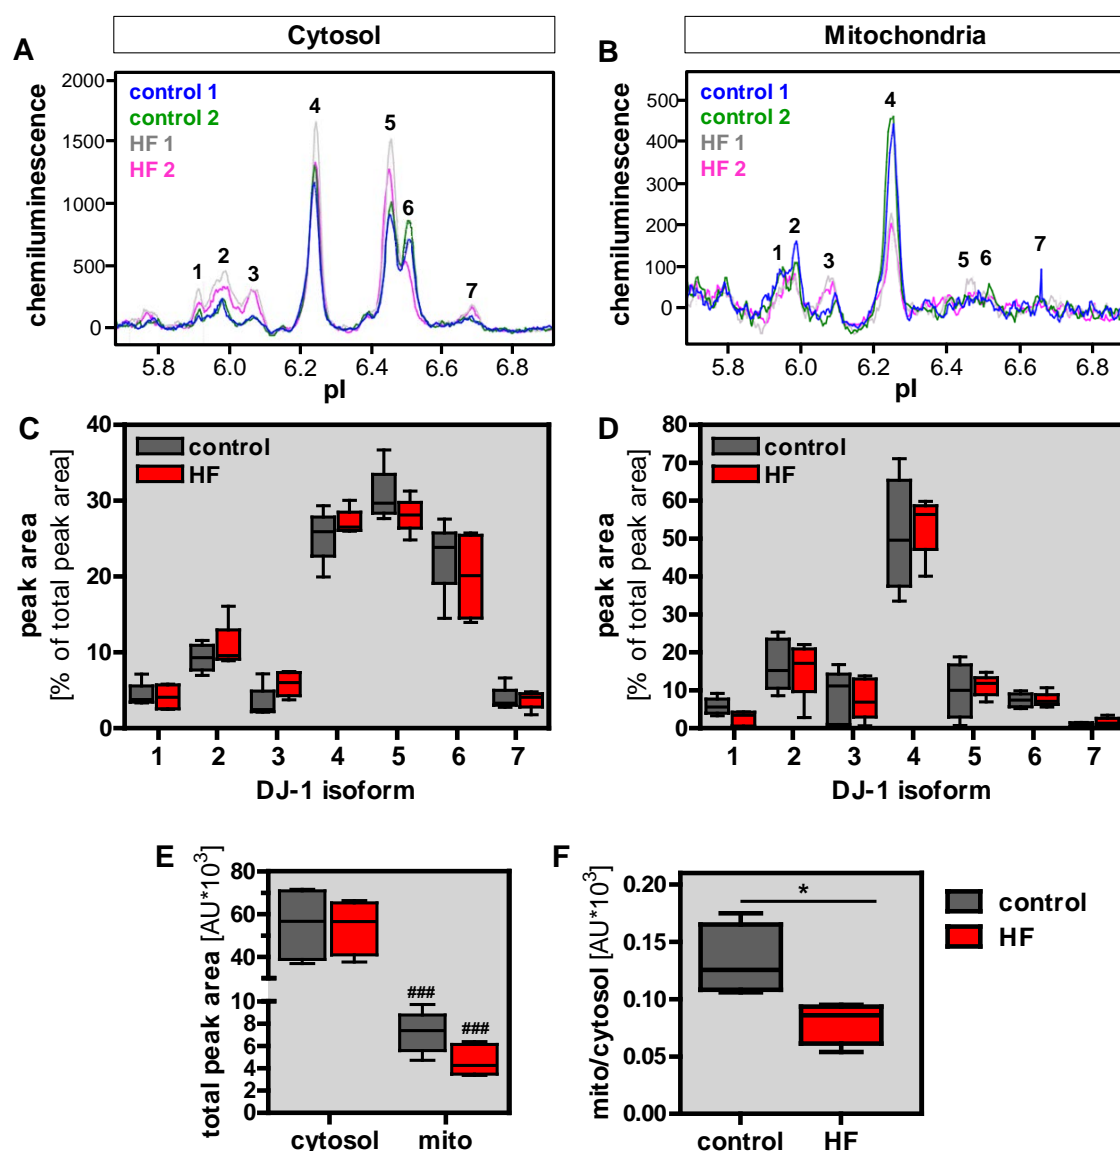 Cytosol
A
chemiluminescence
2000
1500
1000
500
0
control 1
control 2
HF 1
HF 2
1
2
3
4
5
6
7
5.8
6.0
6.2
6.4
6.6
6.8
pI
Mitochondria
B
chemiluminescence
500
400
300
200
100
0
control 1
control 2
HF 1
HF 2
1
2
3
4
5
6
7
5.8
6.0
6.2
6.4
6.6
6.8
pI
C
peak area
[% of total peak area]
40
30
20
10
0
control
HF
1
2
3
4
5
6
7
DJ-1 isoform
D
peak area
[% of total peak area]
80
70
60
50
40
30
20
10
0
control
HF
1
2
3
4
5
6
7
DJ-1 isoform
E
total peak area [AU*10³]
80
60
40
10
8
6
4
2
0
###
###
cytosol
mito
F
mito/cytosol [AU*10³]
0.20
0.15
0.10
0.05
0.00
*
control
HF
control
HF